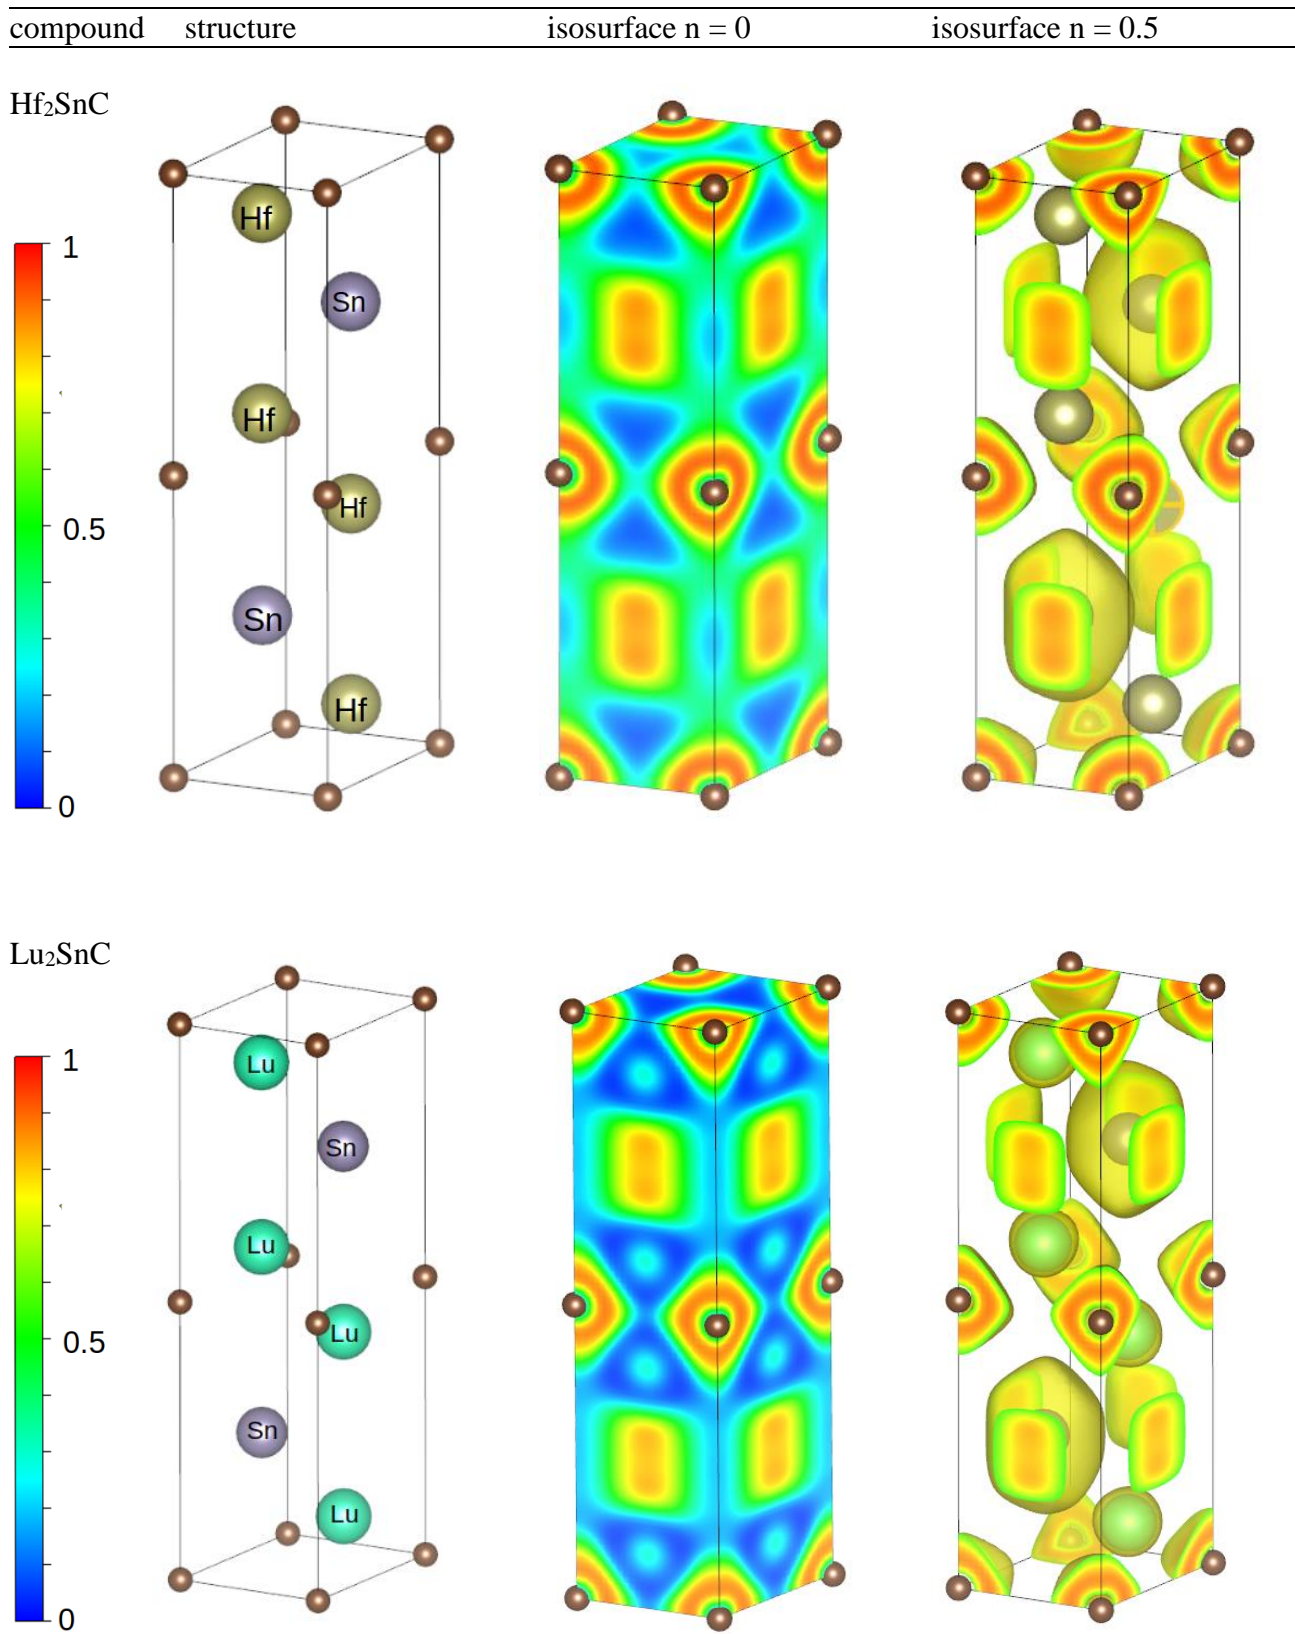 compound structure isosurface n = 0 isosurface n = 0.5
Hf₂SnC
Hf
1
Sn
Hf
Hf
0.5
Sn
Hf
0
Lu₂SnC
Lu
1
Sn
Lu
Lu
0.5
Sn
Lu
0